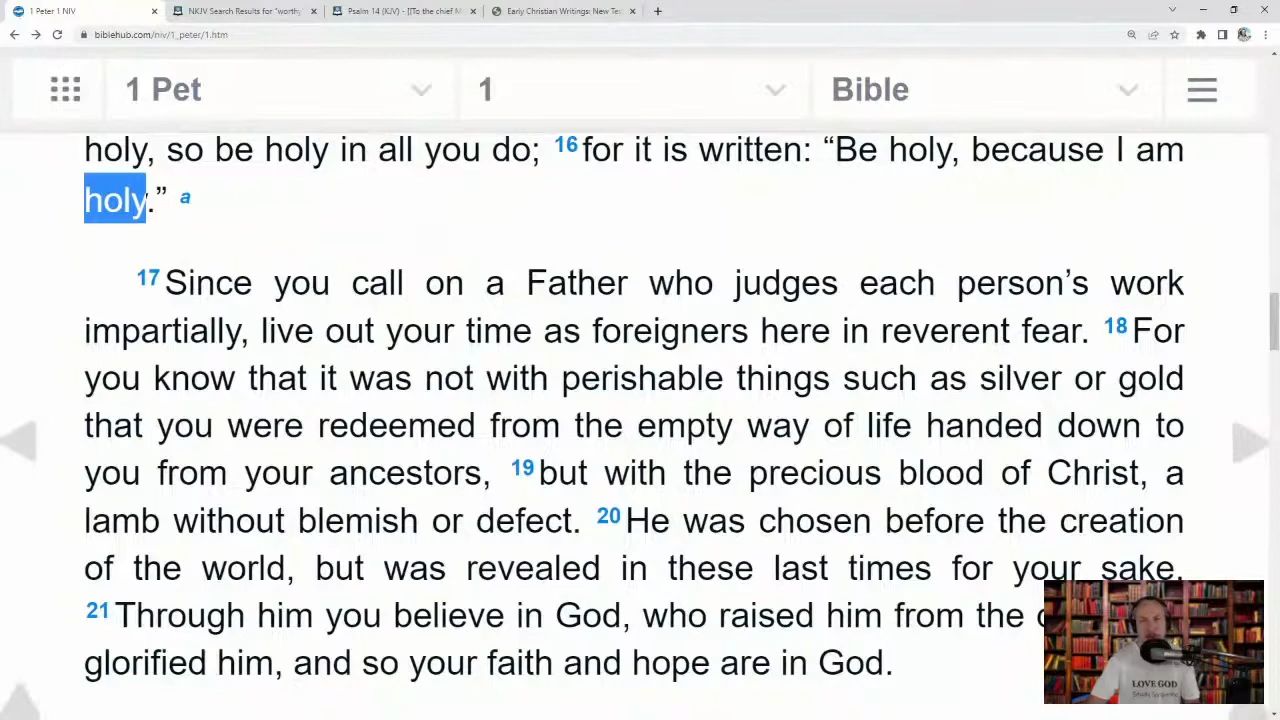 1 Peter 1 NIV
NKJV Search Results for "worthy
Psalm 14 (KJV) - [[To the chief M
Early Christian Writings: New Te
biblehub.com/niv/1_peter/1.htm
1 Pet 1 Bible
holy, so be holy in all you do; 16 for it is written: “Be holy, because I am
holy.” a
17 Since you call on a Father who judges each person’s work
impartially, live out your time as foreigners here in reverent fear. 18 For
you know that it was not with perishable things such as silver or gold
that you were redeemed from the empty way of life handed down to
you from your ancestors, 19 but with the precious blood of Christ, a
lamb without blemish or defect. 20 He was chosen before the creation
of the world, but was revealed in these last times for your sake.
21 Through him you believe in God, who raised him from the
glorified him, and so your faith and hope are in God.
LOVE GOD